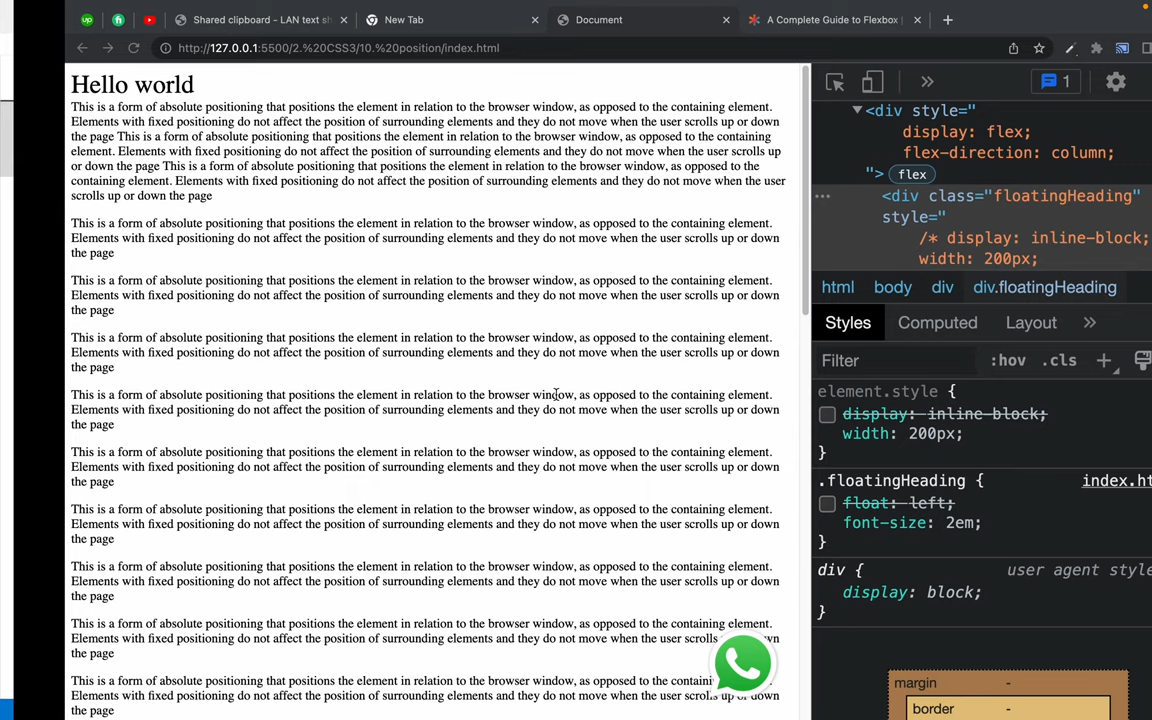 up
fi
Shared clipboard - LAN text sh
New Tab
Document
A Complete Guide to Flexbox
http://127.0.0.1:5500/2.%20CSS3/10.%20position/index.html
Hello world
This is a form of absolute positioning that positions the element in relation to the browser window, as opposed to the containing element.
Elements with fixed positioning do not affect the position of surrounding elements and they do not move when the user scrolls up or down
the page This is a form of absolute positioning that positions the element in relation to the browser window, as opposed to the containing
element. Elements with fixed positioning do not affect the position of surrounding elements and they do not move when the user scrolls up
or down the page This is a form of absolute positioning that positions the element in relation to the browser window, as opposed to the
containing element. Elements with fixed positioning do not affect the position of surrounding elements and they do not move when the user
scrolls up or down the page
This is a form of absolute positioning that positions the element in relation to the browser window, as opposed to the containing element.
Elements with fixed positioning do not affect the position of surrounding elements and they do not move when the user scrolls up or down
the page
This is a form of absolute positioning that positions the element in relation to the browser window, as opposed to the containing element.
Elements with fixed positioning do not affect the position of surrounding elements and they do not move when the user scrolls up or down
the page
This is a form of absolute positioning that positions the element in relation to the browser window, as opposed to the containing element.
Elements with fixed positioning do not affect the position of surrounding elements and they do not move when the user scrolls up or down
the page
This is a form of absolute positioning that positions the element in relation to the browser window, as opposed to the containing element.
Elements with fixed positioning do not affect the position of surrounding elements and they do not move when the user scrolls up or down
the page
This is a form of absolute positioning that positions the element in relation to the browser window, as opposed to the containing element.
Elements with fixed positioning do not affect the position of surrounding elements and they do not move when the user scrolls up or down
the page
This is a form of absolute positioning that positions the element in relation to the browser window, as opposed to the containing element.
Elements with fixed positioning do not affect the position of surrounding elements and they do not move when the user scrolls up or down
the page
This is a form of absolute positioning that positions the element in relation to the browser window, as opposed to the containing element.
Elements with fixed positioning do not affect the position of surrounding elements and they do not move when the user scrolls up or down
the page
This is a form of absolute positioning that positions the element in relation to the browser window, as opposed to the containing element.
Elements with fixed positioning do not affect the position of surrounding elements and they do not move when the user scrolls wn
the page
This is a form of absolute positioning that positions the element in relation to the browser window, as opposed to the contain element.
Elements with fixed positioning do not affect the position of surrounding elements and they do not move when the user scrolls up or down
the page
1
<div style="
display: flex;
flex-direction: column;
"> flex
<div class="floatingHeading"
style="
/* display: inline-block;
width: 200px;
html body div div.floatingHeading
Styles Computed Layout
Filter :hov .cls
element.style {
display: inline-block;
width: 200px;
}
.floatingHeading { index.ht
float: left;
font-size: 2em;
}
div { user agent style
display: block;
}
margin -
border -